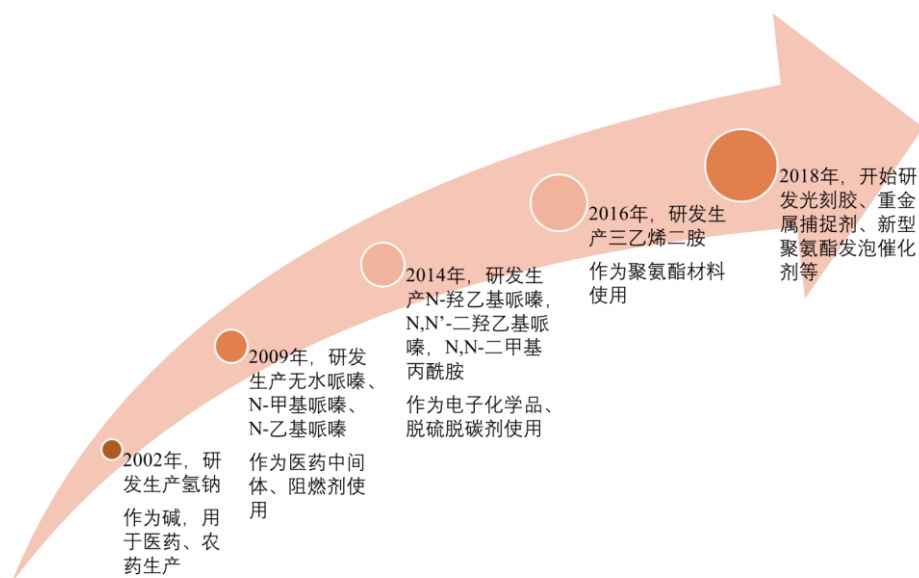 2002年，研
发生产氢钠
作为碱，用
于医药、农
药生产
2009年，研发
生产无水哌嗪、
N-甲基哌嗪、
N-乙基哌嗪
作为医药中间
体、阻燃剂使
用
2014年，研发生
产N-羟乙基哌嗪，
N,N’-二羟乙基哌
嗪，N,N-二甲基
丙酰胺
作为电子化学品、
脱硫脱碳剂使用
2016年，研发生
产三乙烯二胺
作为聚氨酯材料
使用
2018年，开始研
发光刻胶、重金
属捕捉剂、新型
聚氨酯发泡催化
剂等